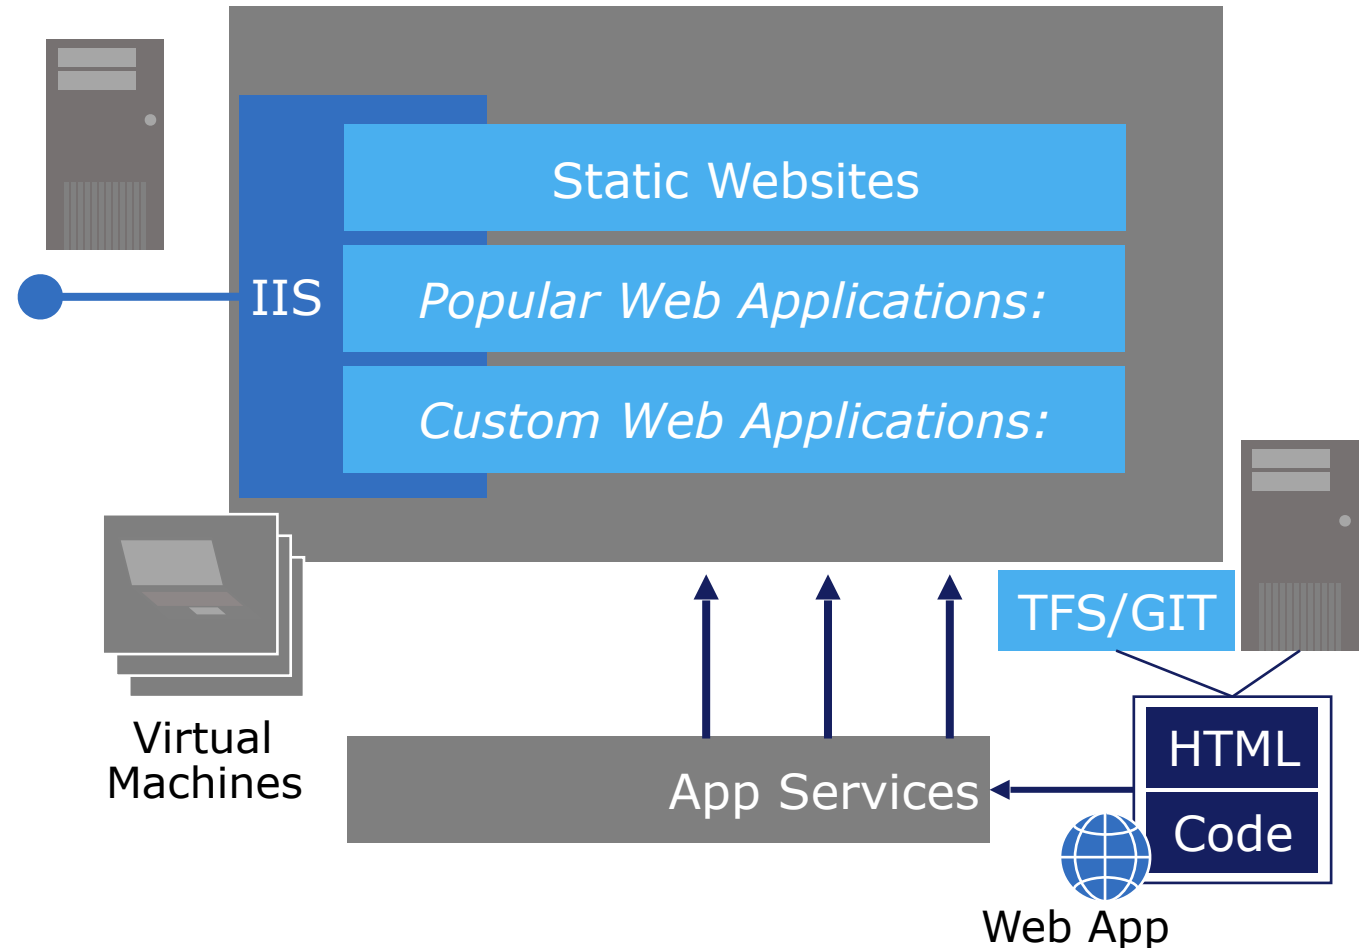 Static Websites
IIS
Popular Web Applications:
Custom Web Applications:
TFS/GIT
Virtual
Machines
HTML
App Services
Code
Web App